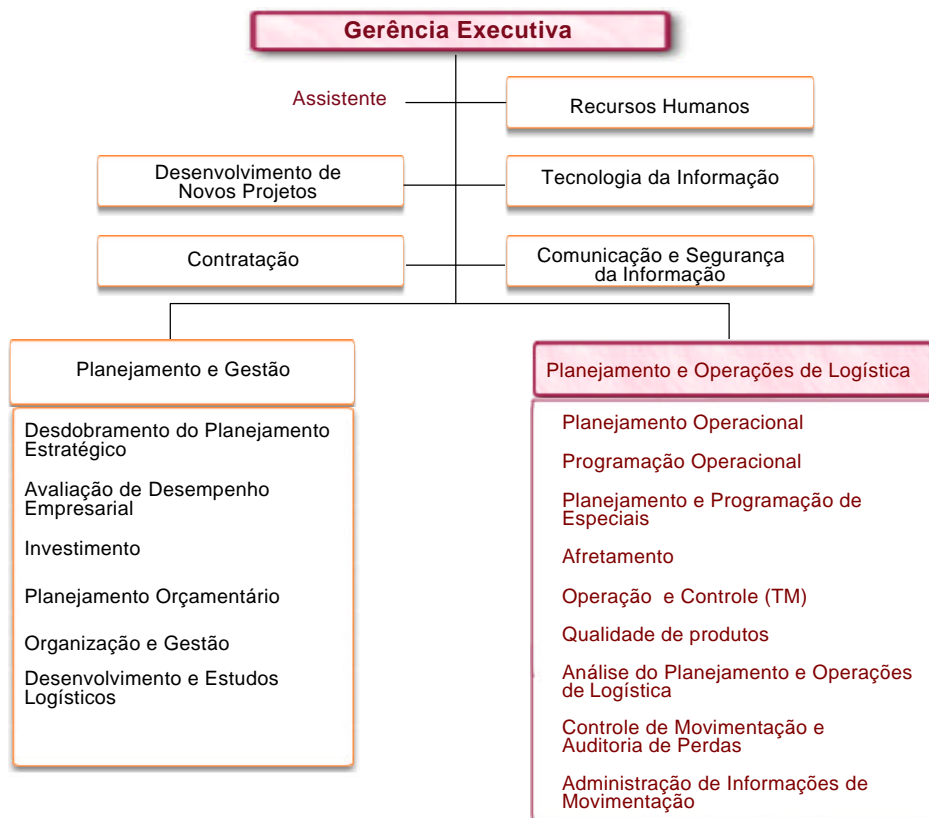 Gerência Executiva
Assistente
Recursos Humanos
Desenvolvimento de
Novos Projetos
Tecnologia da Informação
Contratação
Comunicação e Segurança
da Informação
Planejamento e Gestão
Desdobramento do Planejamento
Estratégico
Avaliação de Desempenho
Empresarial
Investimento
Planejamento Orçamentário
Organização e Gestão
Desenvolvimento e Estudos
Logísticos
Planejamento e Operações de Logística
Planejamento Operacional
Programação Operacional
Planejamento e Programação de
Especiais
Afretamento
Operação e Controle (TM)
Qualidade de produtos
Análise do Planejamento e Operações
de Logística
Controle de Movimentação e
Auditoria de Perdas
Administração de Informações de
Movimentação